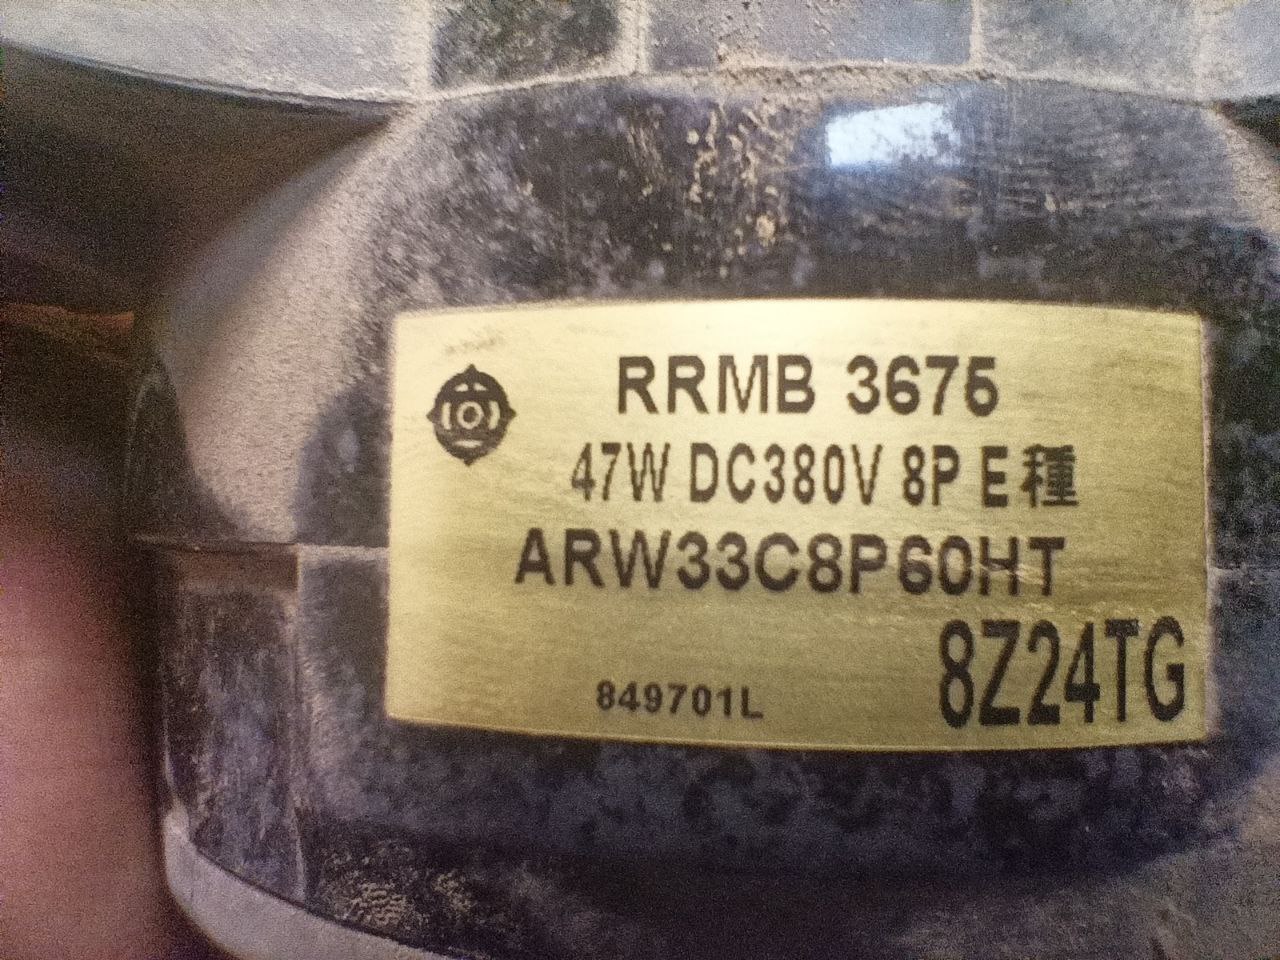 RRMB 3675
47W DC380V 8P E種
ARW33C8P60HT
8Z24TG
849701L